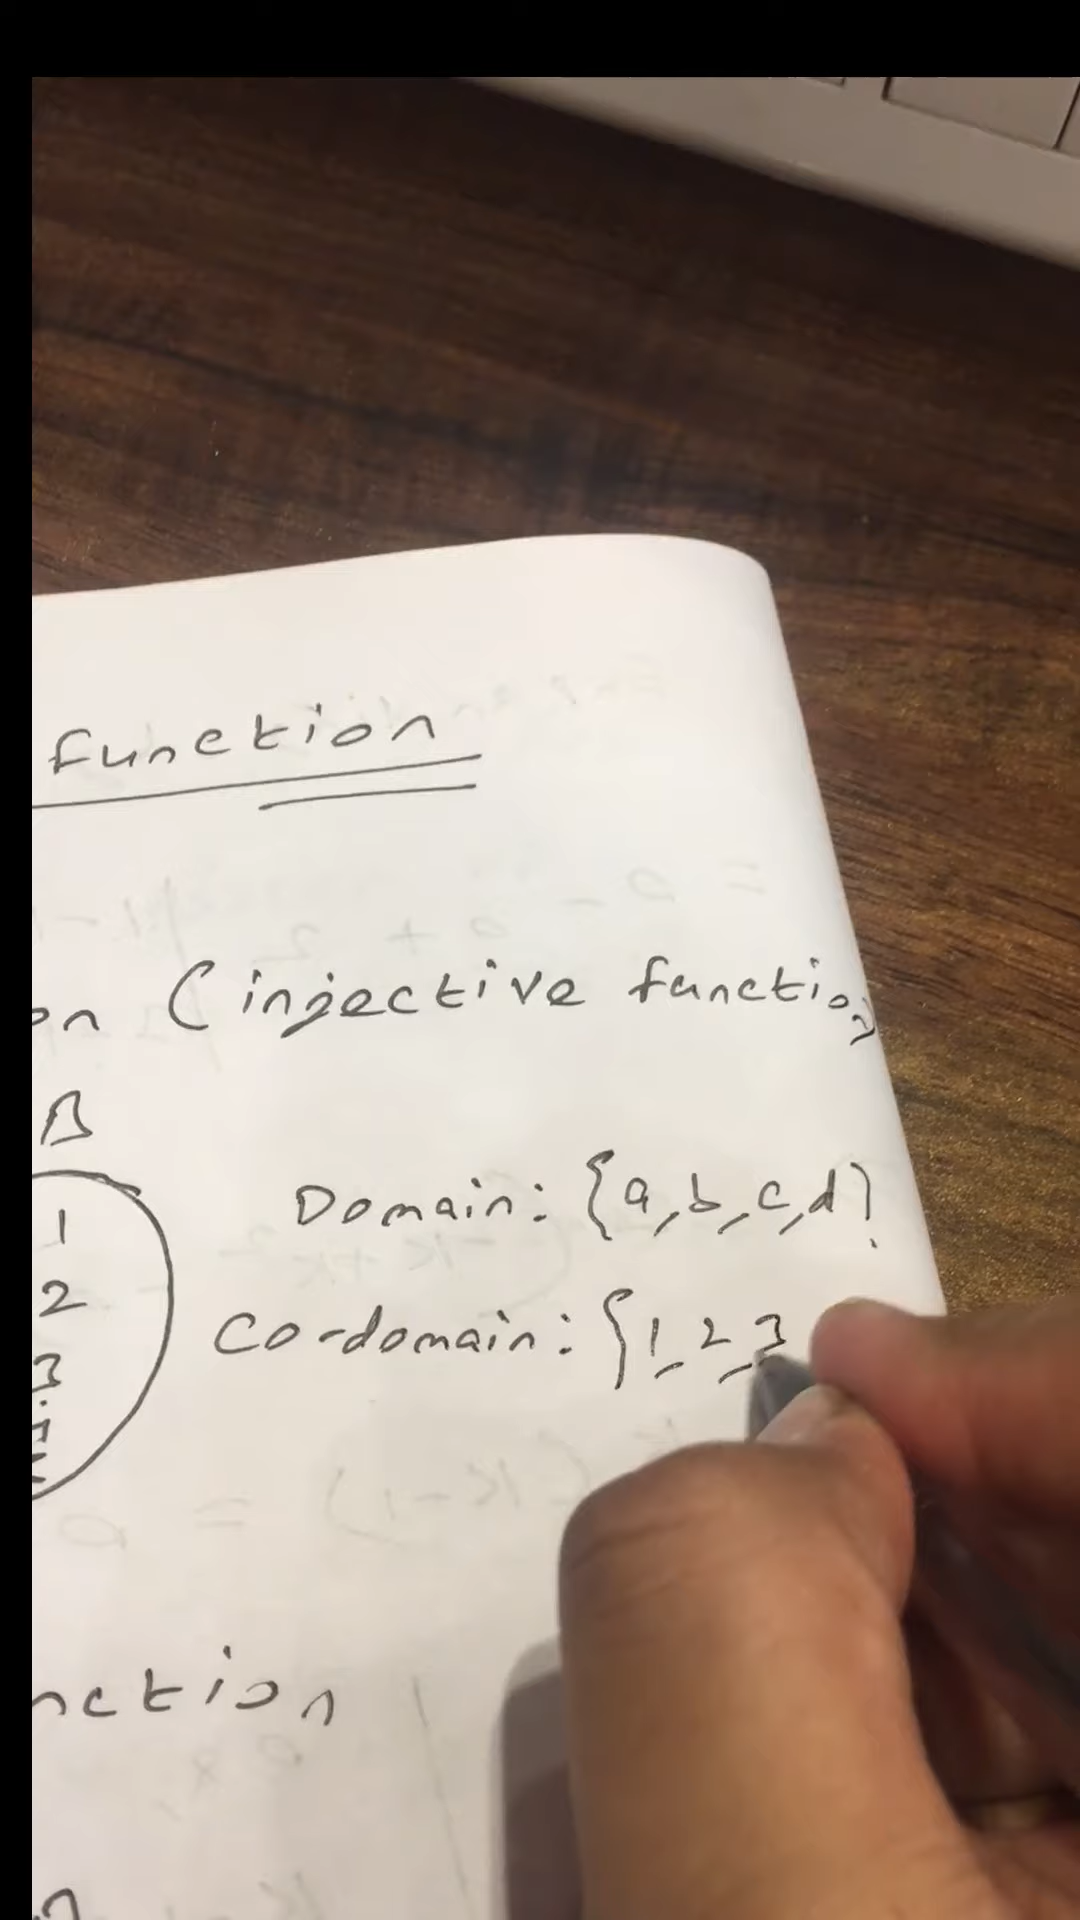 function
on (injective function)
B
1
Domain: {a,b,c,d}
2
Co-domain: {1,2,3
3
nction